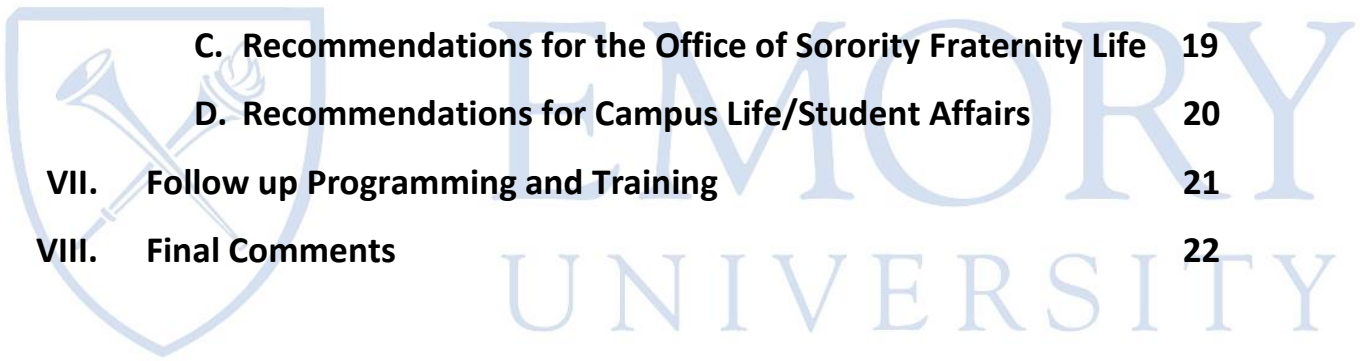 C. Recommendations for the Office of Sorority Fraternity Life 19
EMORY
D. Recommendations for Campus Life/Student Affairs 20
VII. Follow up Programming and Training 21
VIII. Final Comments 22
UNIVERSITY